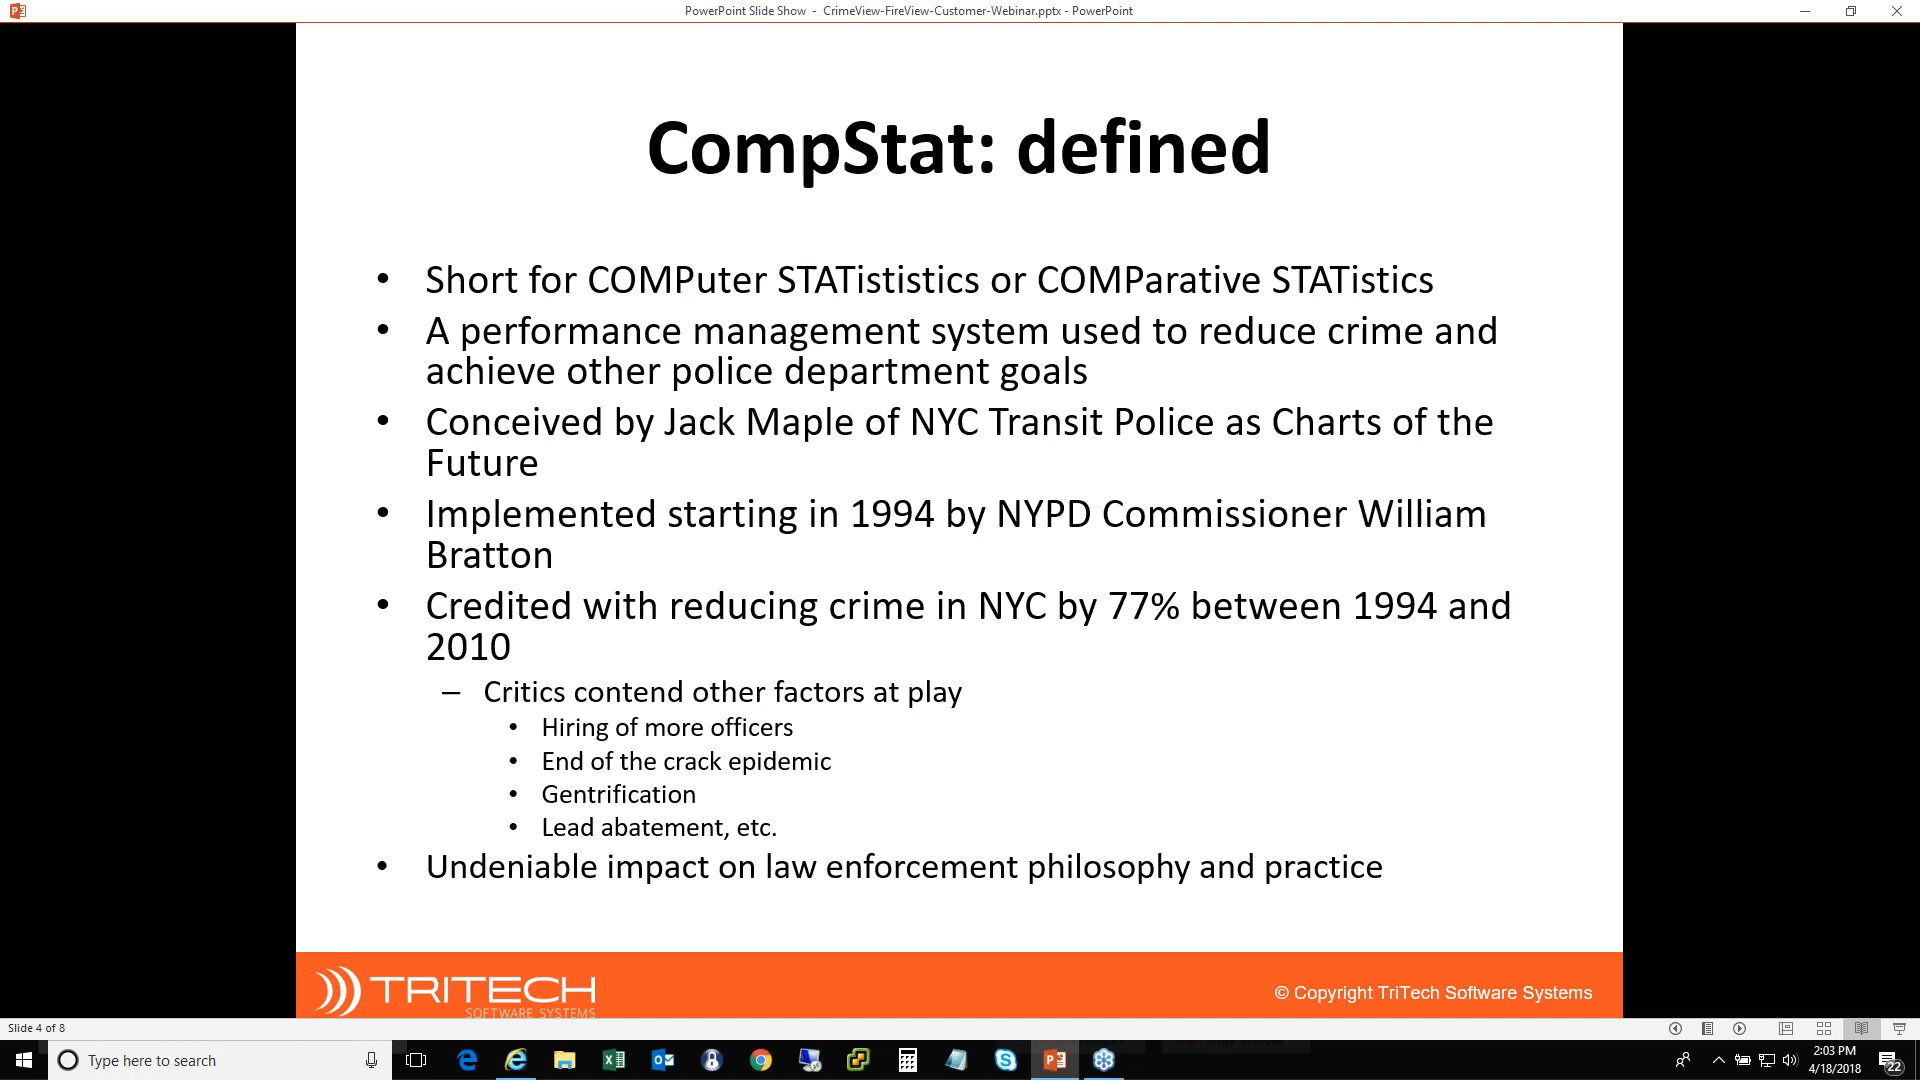 PowerPoint Slide Show - CrimeView-FireView-Customer-Webinar.pptx - PowerPoint
CompStat: defined
• Short for COMPuter STATististics or COMParative STATistics
• A performance management system used to reduce crime and
achieve other police department goals
• Conceived by Jack Maple of NYC Transit Police as Charts of the
Future
• Implemented starting in 1994 by NYPD Commissioner William
Bratton
• Credited with reducing crime in NYC by 77% between 1994 and
2010
– Critics contend other factors at play
• Hiring of more officers
• End of the crack epidemic
• Gentrification
• Lead abatement, etc.
• Undeniable impact on law enforcement philosophy and practice
TRITECH
SOFTWARE SYSTEMS
© Copyright TriTech Software Systems
Slide 4 of 8
Type here to search
2:03 PM
4/18/2018
22